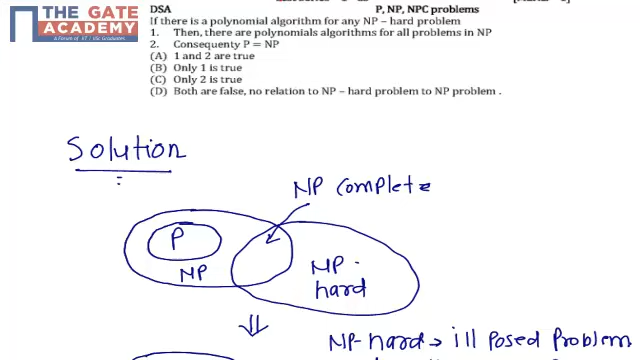 THE GATE
ACADEMY
A Forum of IIT / IISC Graduates
DSA P, NP, NPC problems
If there is a polynomial algorithm for any NP – hard problem
1. Then, there are polynomials algorithms for all problems in NP
2. Consequenty P = NP
(A) 1 and 2 are true
(B) Only 1 is true
(C) Only 2 is true
(D) Both are false, no relation to NP – hard problem to NP problem .
Solution
NP complete
P
NP
NP
hard
NP-hard → ill posed problem